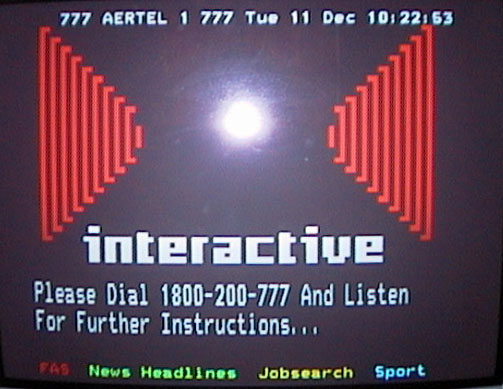 777 AERTEL 1 777 Tue 11 Dec 10:22:53
interactive
Please Dial 1800-200-777 And Listen
For Further Instructions...
FAS News Headlines Jobsearch Sport